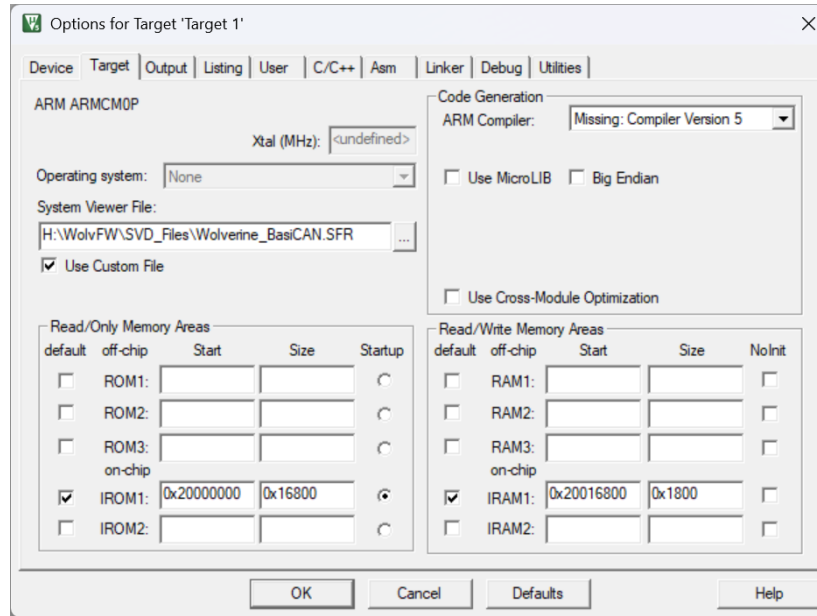 Options for Target 'Target 1'
Device Target Output Listing User C/C++ Asm Linker Debug Utilities
ARM ARMCM0P
Xtal (MHz): <undefined>
Operating system: None
System Viewer File:
H:\WolvFW\SVD_Files\Wolverine_BasiCAN.SFR ...
Use Custom File
Code Generation
ARM Compiler: Missing: Compiler Version 5
Use MicroLIB Big Endian
Use Cross-Module Optimization
Read/Only Memory Areas
default off-chip Start Size Startup
ROM1:
ROM2:
ROM3:
on-chip
IROM1: 0x20000000 0x16800
IROM2:
Read/Write Memory Areas
default off-chip Start Size NoInit
RAM1:
RAM2:
RAM3:
on-chip
IRAM1: 0x20016800 0x1800
IRAM2:
OK Cancel Defaults Help